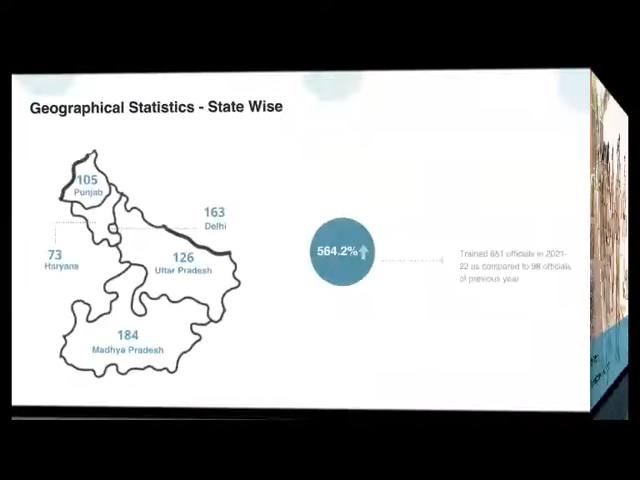 Geographical Statistics - State Wise
105
Punjab
163
Delhi
73
Haryana
126
Uttar Pradesh
184
Madhya Pradesh
564.2%
Trained 651 officials in 2021-
22 as compared to 98 officials
of previous year